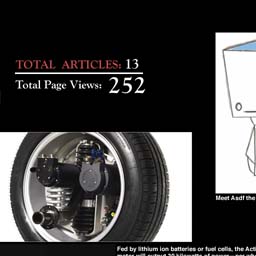 TOTAL ARTICLES: 13
Total Page Views: 252
Meet Asdf the
Fed by lithium ion batteries or fuel cells, the Acti
motor will output 30 kilowatts of power